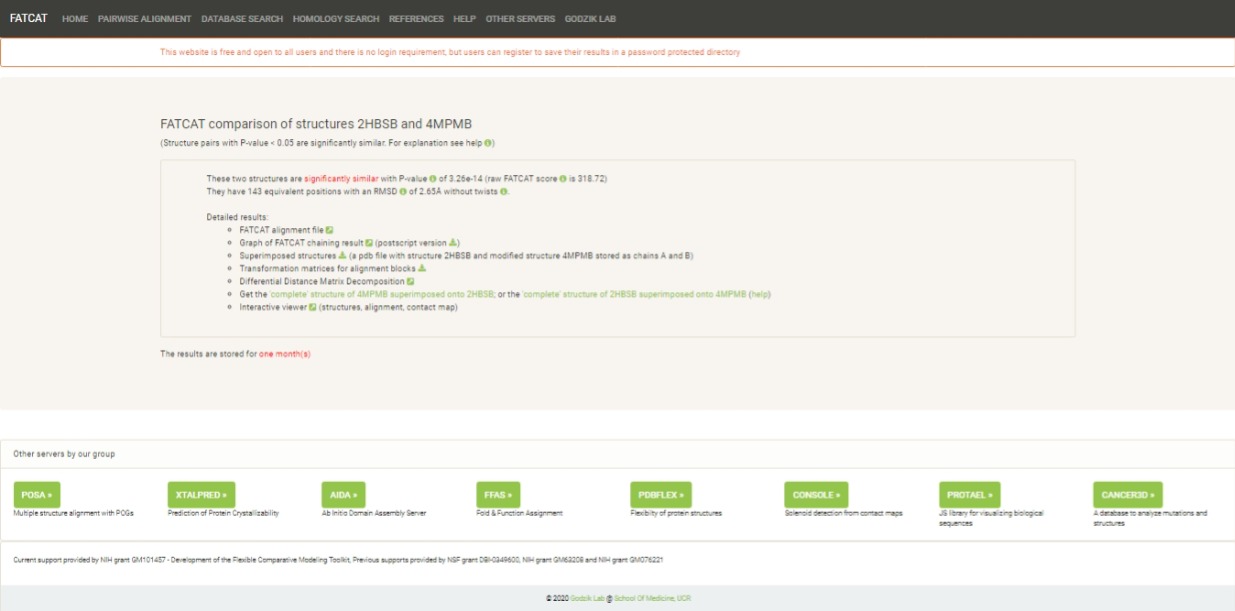 FATCAT HOME PAIRWISE ALIGNMENT DATABASE SEARCH HOMOLOGY SEARCH REFERENCES HELP OTHER SERVERS GODZIK LAB
This website is free and open to all users and there is no login requirement, but users can register to save their results in a password protected directory
FATCAT comparison of structures 2HBSB and 4MPMB
(Structure pairs with P-value < 0.05 are significantly similar. For explanation see help)
These two structures are significantly similar with P-value of 3.26e-14 (raw FATCAT score is 318.72)
They have 143 equivalent positions with an RMSD of 2.65Å without twists.
Detailed results:
FATCAT alignment file
Graph of FATCAT chaining result (postscript version)
Superimposed structures (a pdb file with structure 2HBSB and modified structure 4MPMB stored as chains A and B)
Transformation matrices for alignment blocks
Differential Distance Matrix Decomposition
Get the 'complete' structure of 4MPMB superimposed onto 2HBSB; or the 'complete' structure of 2HBSB superimposed onto 4MPMB (help)
Interactive viewer (structures, alignment, contact map)
The results are stored for one month(s)
Other servers by our group
POSA » XTALPRED » AIDA » FFAS » PDBFLEX » CONSOLE » PROTAEL » CANCER3D »
Multiple structure alignment with POGs Prediction of Protein Crystallizability Ab Initio Domain Assembly Server Fold & Function Assignment Flexibility of protein structures Solenoid detection from contact maps JS library for visualizing biological A database to analyze mutations and
sequences structures
Current support provided by NIH grant GM101457 - Development of the Flexible Comparative Modeling Toolkit, Previous supports provided by NSF grant DBI-0349600, NIH grant GM63208 and NIH grant GM076221
© 2020 Godzik Lab @ School Of Medicine, UCR